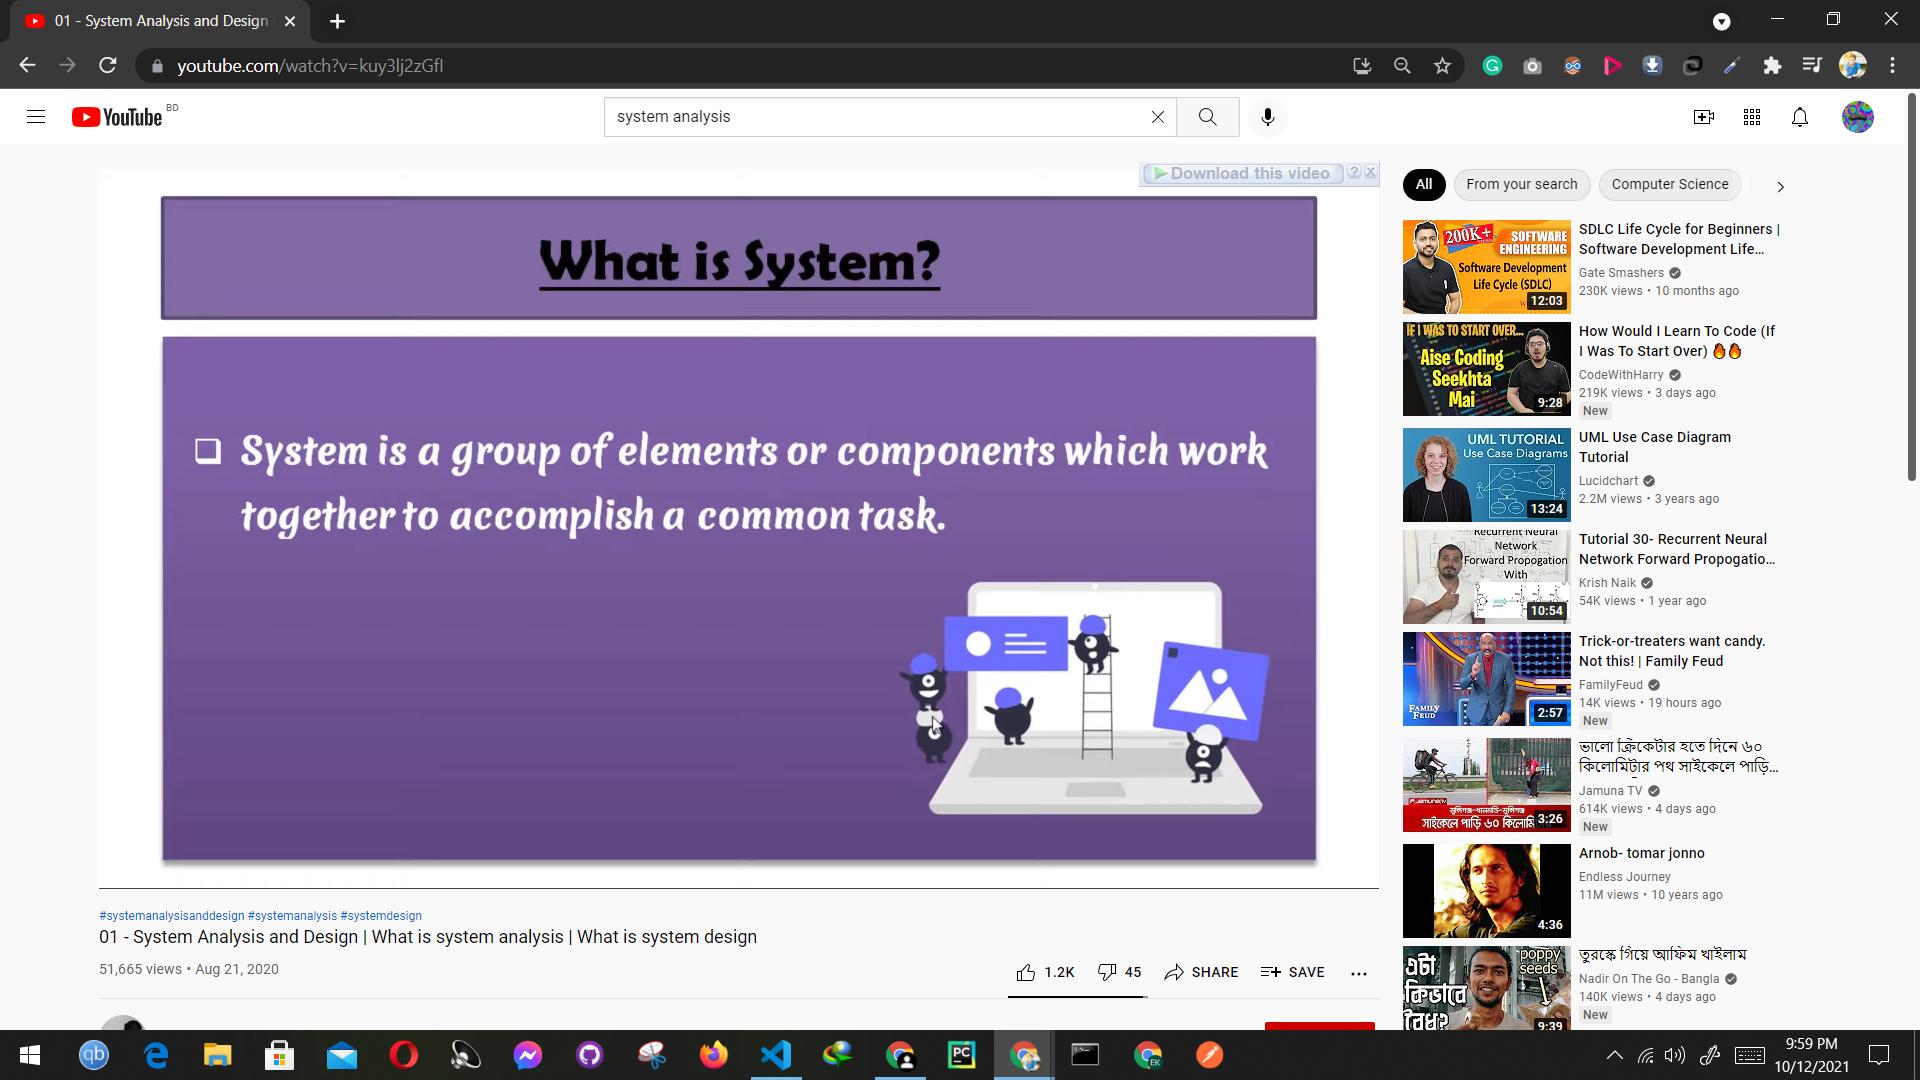 01 - System Analysis and Design
youtube.com/watch?v=kuy3lj2zGfI
YouTube BD
system analysis
Download this video
What is System?
System is a group of elements or components which work
together to accomplish a common task.
#systemanalysisanddesign #systemanalysis #systemdesign
01 - System Analysis and Design | What is system analysis | What is system design
51,665 views • Aug 21, 2020
1.2K
45
SHARE
SAVE
All
From your search
Computer Science
200K+
SOFTWARE
ENGINEERING
Software Development
Life Cycle (SDLC)
12:03
SDLC Life Cycle for Beginners |
Software Development Life...
Gate Smashers
230K views • 10 months ago
IF I WAS TO START OVER...
Aise Coding
Seekhta
Mai
9:28
How Would I Learn To Code (If
I Was To Start Over) 🔥🔥
CodeWithHarry
219K views • 3 days ago
New
UML TUTORIAL
Use Case Diagrams
13:24
UML Use Case Diagram
Tutorial
Lucidchart
2.2M views • 3 years ago
Recurrent Neural
Network
Forward Propogation
With
10:54
Tutorial 30- Recurrent Neural
Network Forward Propogatio...
Krish Naik
54K views • 1 year ago
FAMILY
FEUD
2:57
Trick-or-treaters want candy.
Not this! | Family Feud
FamilyFeud
14K views • 19 hours ago
New
JAMUNA TV
মুন্সিগঞ্জ-ধানমন্ডি-মুন্সিগঞ্জ
সাইকেলে পাড়ি ৬০
3:26
ভালো ক্রিকেটার হতে দিনে ৬০
কিলোমিটার পথ সাইকেলে পাড়ি...
Jamuna TV
614K views • 4 days ago
New
4:36
Arnob- tomar jonno
Endless Journey
11M views • 10 years ago
এটা
কিভাবে
বৈধ?
poppy
seeds
9:39
তুরস্কে গিয়ে আফিম খাইলাম
Nadir On The Go - Bangla
140K views • 4 days ago
New
qb
PC
EK
9:59 PM
10/12/2021